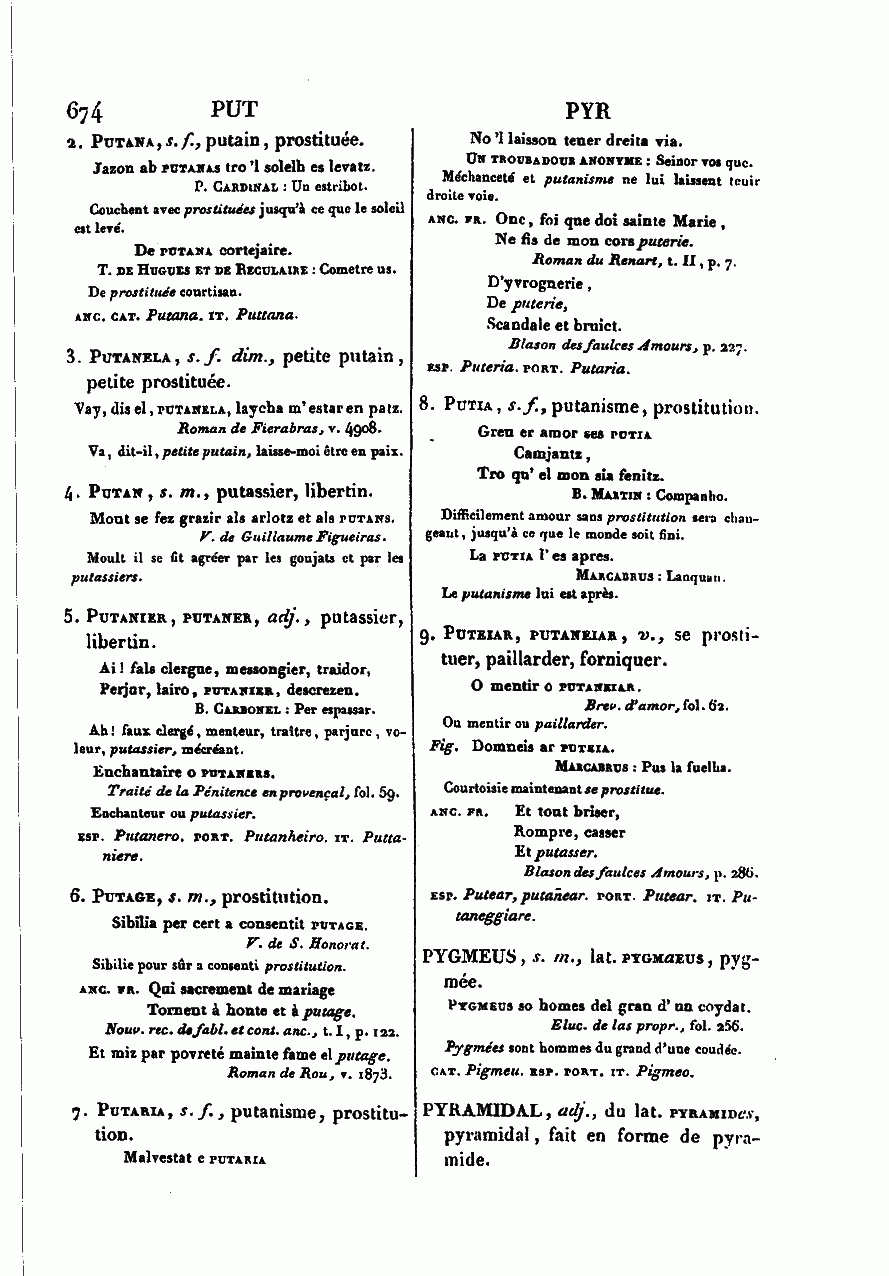 674 PUT PYR
2. Putana, s. f., putain, prostituée.
Jazon ab putanas tro 'l solelh es levatz.
P. Cardinal : Un estribot.
Couchent avec prostituées jusqu'à ce que le soleil
est levé.
De putana cortejaire.
T. de Hugues et de Reculaire : Cometre us.
De prostituée courtisan.
anc. cat. Putana. it. Puttana.
3. Putanela, s. f. dim., petite putain,
petite prostituée.
Vay, dis el, putanela, laycha m' estar en patz.
Roman de Fierabras, v. 4908.
Va, dit-il, petite putain, laisse-moi être en paix.
4. Putan, s. m., putassier, libertin.
Mout se fez grazir als arlotz et als putans.
V. de Guillaume Figueiras.
Moult il se fit agréer par les goujats et par les
putassiers.
5. Putanier, putaner, adj., putassier,
libertin.
Ai! fals clergue, messongier, traidor,
Perjur, lairo, putanier, descrezen.
B. Carbonel : Per espassar.
Ah! faux clergé, menteur, traître, parjure, vo-
leur, putassier, mécréant.
Enchantaire o putaners.
Traité de la Pénitence en provençal, fol. 59.
Enchanteur ou putassier.
esp. Putanero. port. Putanheiro. it. Putta-
niere.
6. Putage, s. m., prostitution.
Sibilia per cert a consentit putage.
V. de S. Honorat.
Sibilie pour sûr a consenti prostitution.
anc. fr. Qui sacrement de mariage
Tornent à honte et à putage.
Nouv. rec. de fabl. et cont. anc., t. I, p. 122.
Et miz par povreté mainte fame el putage.
Roman de Rou, v. 1873.
7. Putaria, s. f., putanisme, prostitu-
tion.
Malvestat e putaria
No 'l laisson tener dreita via.
Un troubadour anonyme : Seinor vos que.
Méchanceté et putanisme ne lui laissent tenir
droite voie.
anc. fr. Onc, foi que doi sainte Marie,
Ne fis de mon cors puterie.
Roman du Renart, t. II, p. 7.
D'yvrognerie,
De puterie,
Scandale et bruict.
Blason des faulces Amours, p. 227.
esp. Puteria. port. Putaria.
8. Putia, s. f., putanisme, prostitution.
Greu er amor ses putia
Camjantz,
Tro qu' el mon sia fenitz.
B. Martin : Companho.
Difficilement amour sans prostitution sera chan-
geant, jusqu'à ce que le monde soit fini.
La putia l' es apres.
Marcabrus : Lanquan.
Le putanisme lui est après.
9. Puteiar, putaneiar, v., se prosti-
tuer, paillarder, forniquer.
O mentir o putaneiar.
Brev. d'amor, fol. 62.
Ou mentir ou paillarder.
Fig. Domneis ar puteia.
Marcabrus : Pus la fuelha.
Courtoisie maintenant se prostitue.
anc. fr. Et tout briser,
Rompre, casser
Et putasser.
Blason des faulces Amours, p. 286.
esp. Putear, putañear. port. Putear. it. Pu-
taneggiare.
PYGMEUS, s. m., lat. pygmaeus, pyg-
mée.
Pygmeus so homes del gran d' un coydat.
Eluc. de las propr., fol. 256.
Pygmées sont hommes du grand d'une coudée.
cat. Pigmeu. esp. port. it. Pigmeo.
PYRAMIDAL, adj., du lat. pyramides,
pyramidal, fait en forme de pyra-
mide.